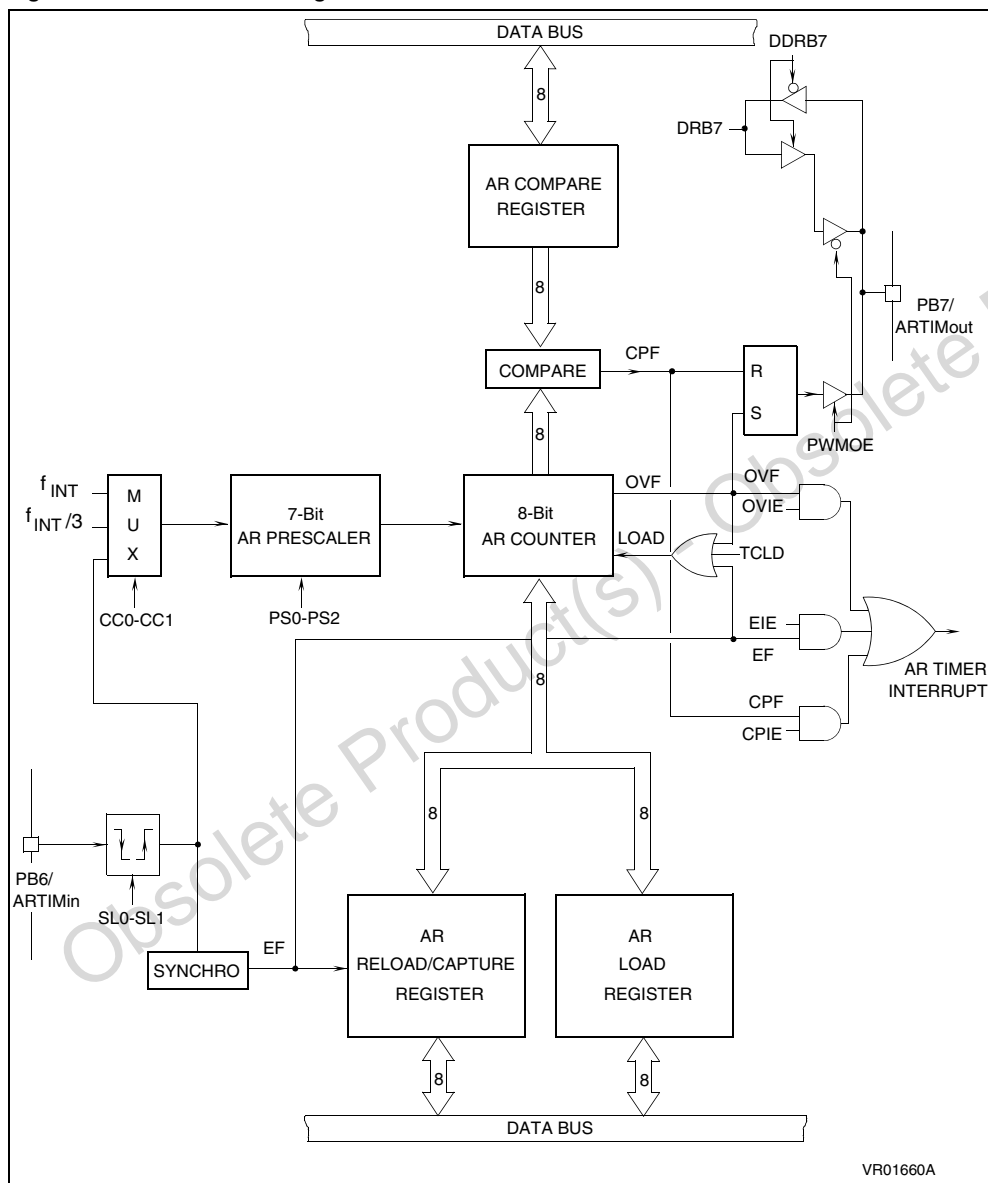 DATA BUS
DDRB7
8
DRB7
AR COMPARE
REGISTER
8
PB7/
ARTIMout
CPF
COMPARE
R
S
8
PWMOE
f INT
f INT /3
M
U
X
7-Bit
AR PRESCALER
8-Bit
AR COUNTER
OVF
OVF
OVIE
LOAD
TCLD
CC0-CC1
PS0-PS2
EIE
EF
AR TIMER
INTERRUPT
8
CPF
CPIE
8
8
PB6/
ARTIMin
SL0-SL1
SYNCHRO
EF
AR
RELOAD/CAPTURE
REGISTER
AR
LOAD
REGISTER
8
8
DATA BUS
VR01660A
Obsolete Product(s) - Obsolete